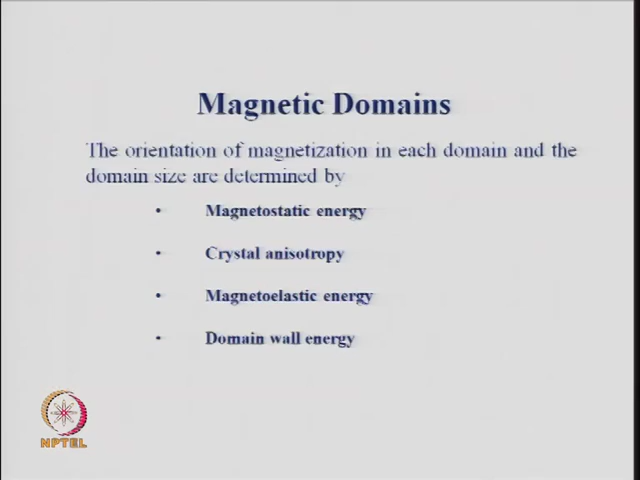 Magnetic Domains
The orientation of magnetization in each domain and the
domain size are determined by
• Magnetostatic energy
• Crystal anisotropy
• Magnetoelastic energy
• Domain wall energy
NPTEL